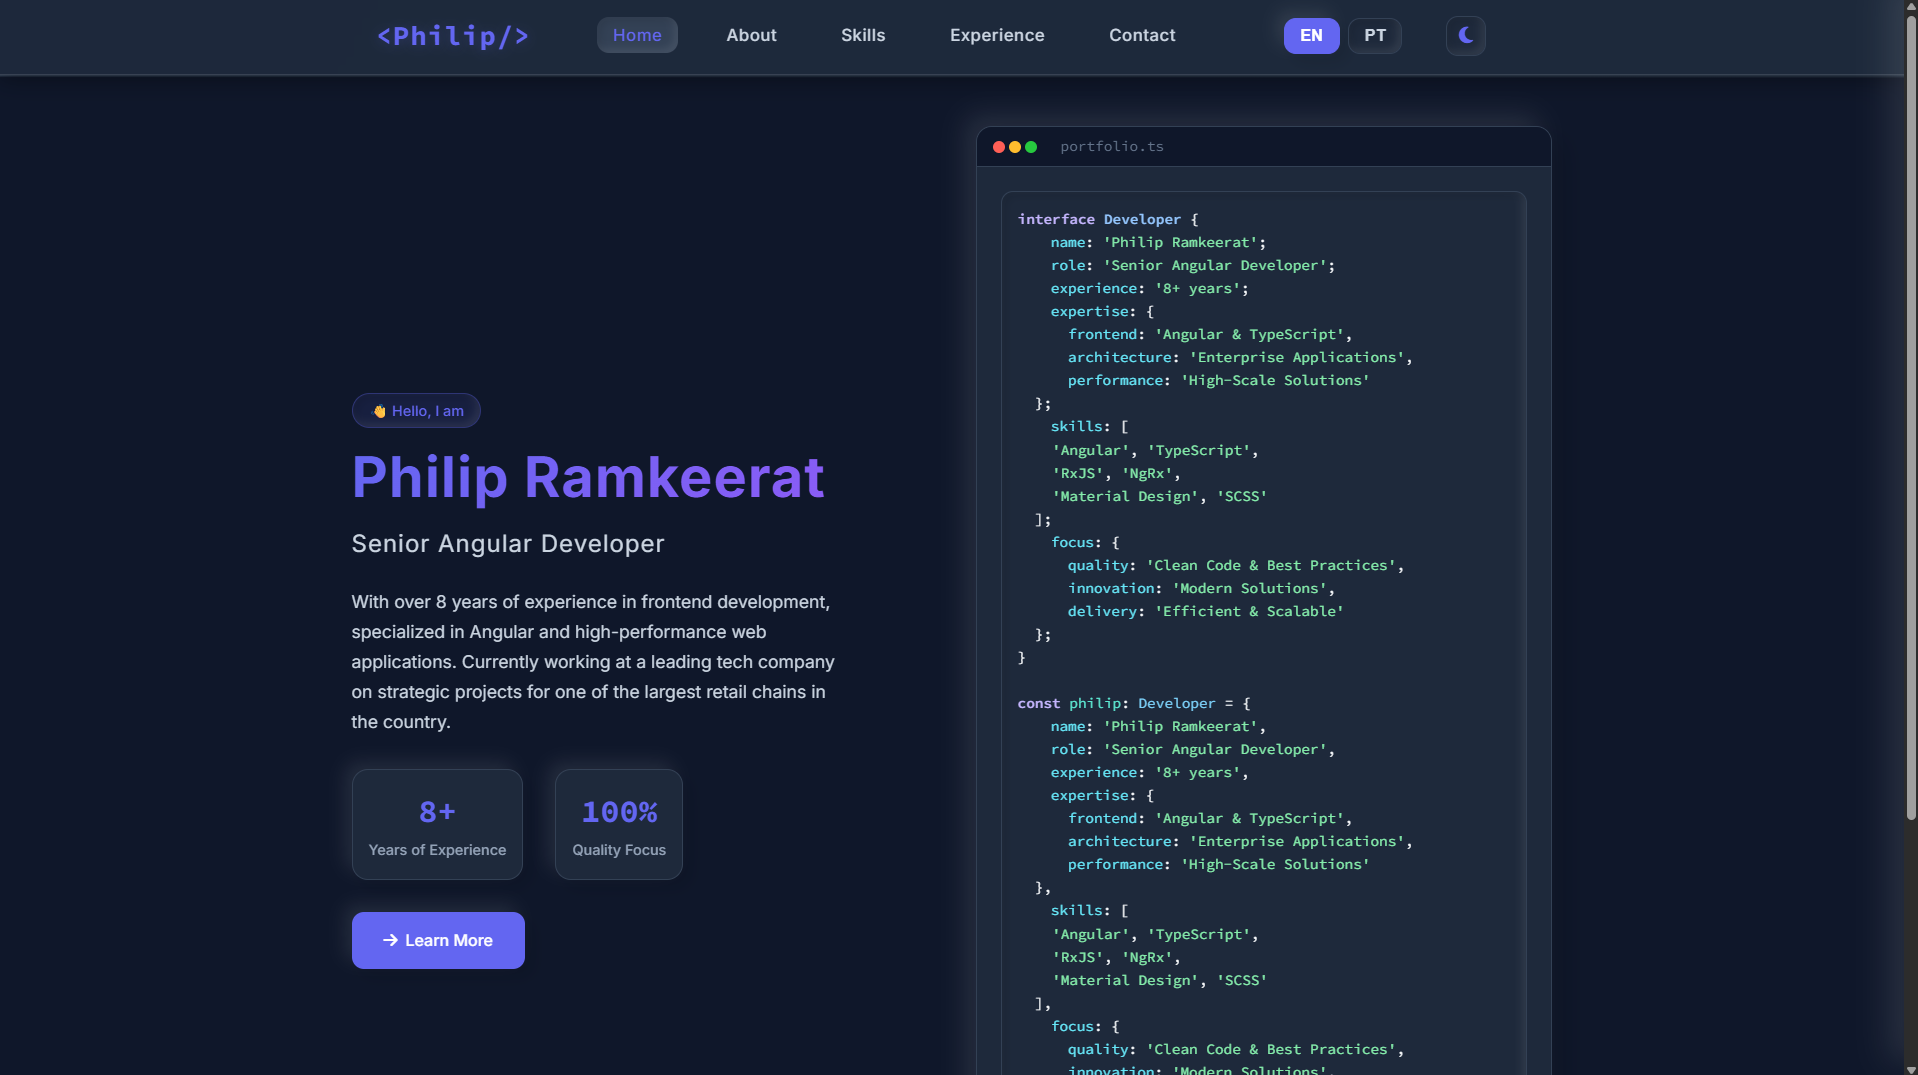 <Philip/>
Home
About
Skills
Experience
Contact
EN
PT
👋 Hello, I am
Philip Ramkeerat
Senior Angular Developer
With over 8 years of experience in frontend development,
specialized in Angular and high-performance web
applications. Currently working at a leading tech company
on strategic projects for one of the largest retail chains in
the country.
8+
Years of Experience
100%
Quality Focus
→ Learn More
portfolio.ts
interface Developer {
name: 'Philip Ramkeerat';
role: 'Senior Angular Developer';
experience: '8+ years';
expertise: {
frontend: 'Angular & TypeScript',
architecture: 'Enterprise Applications',
performance: 'High-Scale Solutions'
};
skills: [
'Angular', 'TypeScript',
'RxJS', 'NgRx',
'Material Design', 'SCSS'
];
focus: {
quality: 'Clean Code & Best Practices',
innovation: 'Modern Solutions',
delivery: 'Efficient & Scalable'
};
}
const philip: Developer = {
name: 'Philip Ramkeerat',
role: 'Senior Angular Developer',
experience: '8+ years',
expertise: {
frontend: 'Angular & TypeScript',
architecture: 'Enterprise Applications',
performance: 'High-Scale Solutions'
},
skills: [
'Angular', 'TypeScript',
'RxJS', 'NgRx',
'Material Design', 'SCSS'
],
focus: {
quality: 'Clean Code & Best Practices',
innovation: 'Modern Solutions',